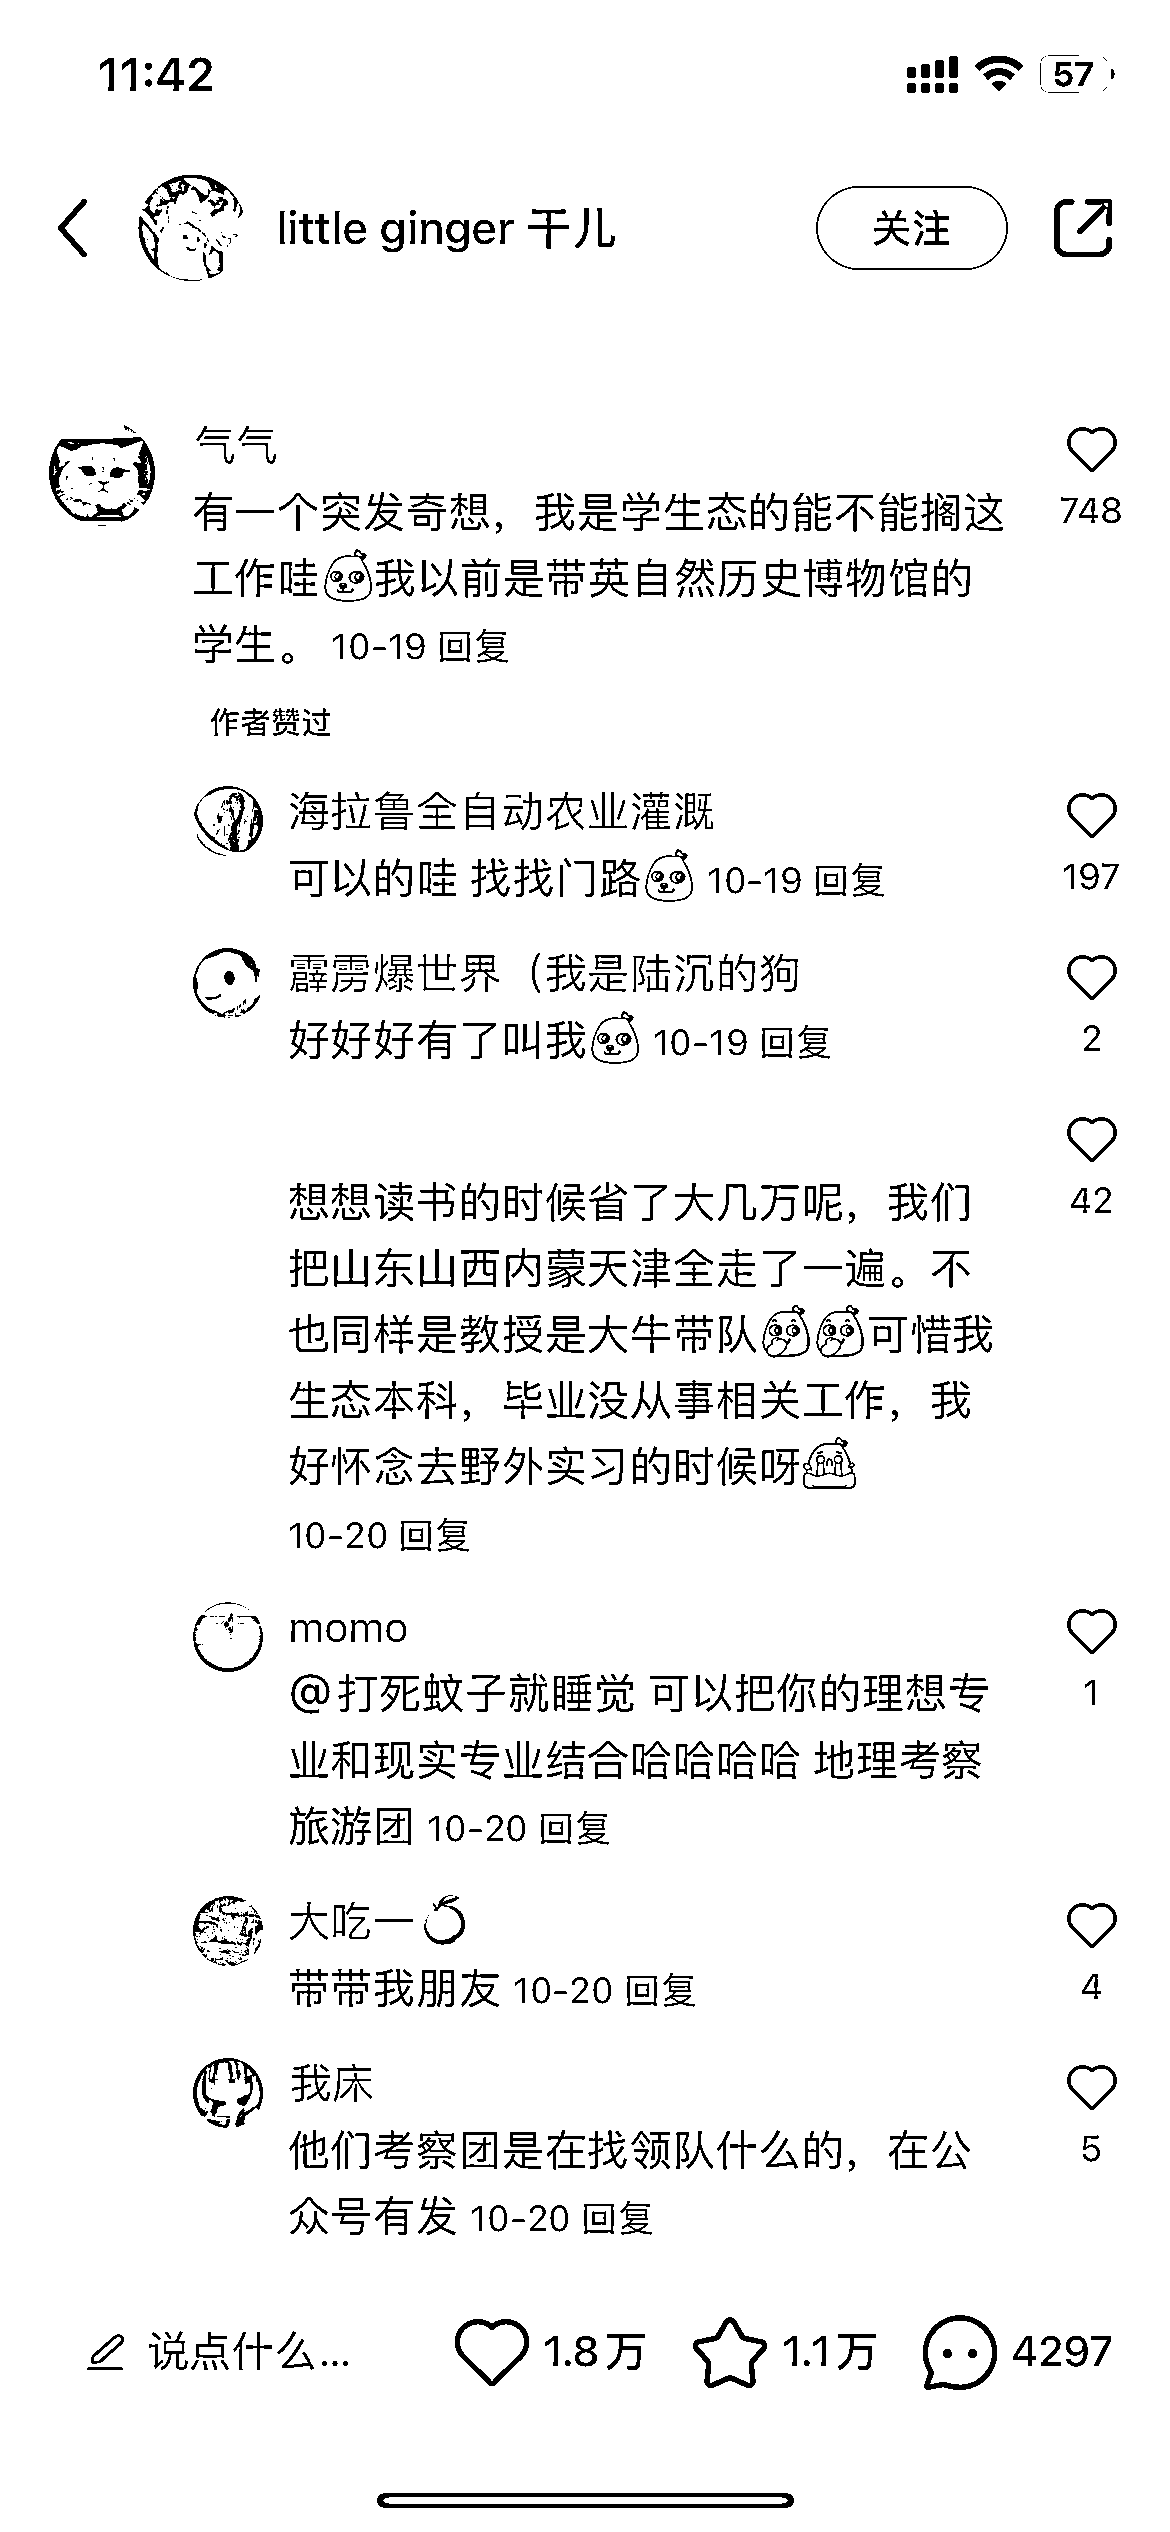 11:42
57
little ginger 干儿
关注
气气
有一个突发奇想，我是学生态的能不能搁这
748
工作哇我以前是带英自然历史博物馆的
学生。 10-19 回复
作者赞过
海拉鲁全自动农业灌溉
可以的哇 找找门路 10-19 回复
197
霹雳爆世界（我是陆沉的狗
好好好有了叫我 10-19 回复
2
想想读书的时候省了大几万呢，我们
42
把山东山西内蒙天津全走了一遍。不
也同样是教授是大牛带队可惜我
生态本科，毕业没从事相关工作，我
好怀念去野外实习的时候呀
10-20 回复
momo
@打死蚊子就睡觉 可以把你的理想专
1
业和现实专业结合哈哈哈哈 地理考察
旅游团 10-20 回复
大吃一
带带我朋友 10-20 回复
4
我床
他们考察团是在找领队什么的，在公
5
众号有发 10-20 回复
说点什么...
1.8万
1.1万
4297